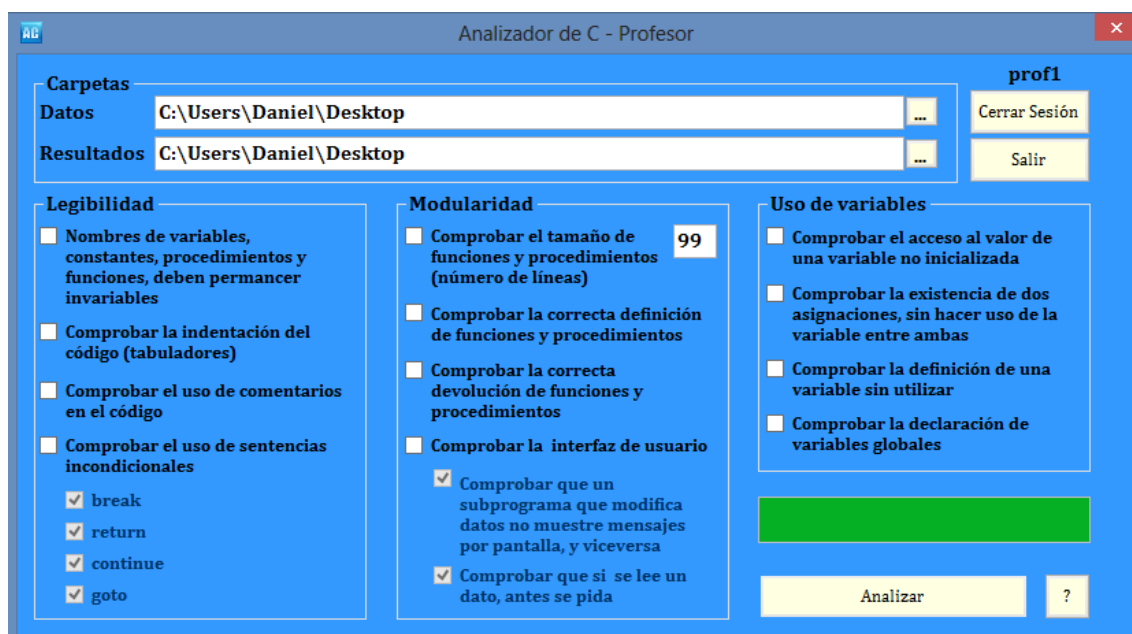 AC
Analizador de C - Profesor
Carpetas
Datos
C:\Users\Daniel\Desktop
...
Resultados
C:\Users\Daniel\Desktop
...
prof1
Cerrar Sesión
Salir
Legibilidad
Nombres de variables,
constantes, procedimientos y
funciones, deben permancer
invariables
Comprobar la indentación del
código (tabuladores)
Comprobar el uso de comentarios
en el código
Comprobar el uso de sentencias
incondicionales
break
return
continue
goto
Modularidad
Comprobar el tamaño de
funciones y procedimientos
(número de líneas)
99
Comprobar la correcta definición
de funciones y procedimientos
Comprobar la correcta
devolución de funciones y
procedimientos
Comprobar la interfaz de usuario
Comprobar que un
subprograma que modifica
datos no muestre mensajes
por pantalla, y viceversa
Comprobar que si se lee un
dato, antes se pida
Uso de variables
Comprobar el acceso al valor de
una variable no inicializada
Comprobar la existencia de dos
asignaciones, sin hacer uso de la
variable entre ambas
Comprobar la definición de una
variable sin utilizar
Comprobar la declaración de
variables globales
Analizar
?